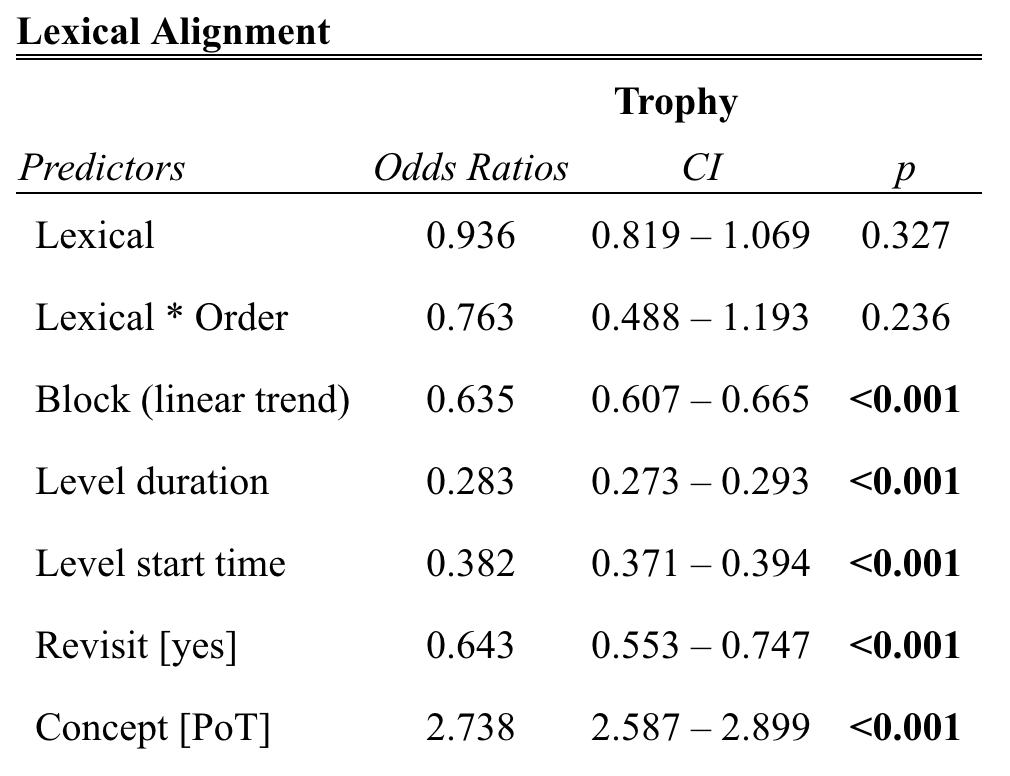 Lexical Alignment
Trophy
Predictors Odds Ratios CI p
Lexical 0.936 0.819 – 1.069 0.327
Lexical * Order 0.763 0.488 – 1.193 0.236
Block (linear trend) 0.635 0.607 – 0.665 <0.001
Level duration 0.283 0.273 – 0.293 <0.001
Level start time 0.382 0.371 – 0.394 <0.001
Revisit [yes] 0.643 0.553 – 0.747 <0.001
Concept [PoT] 2.738 2.587 – 2.899 <0.001